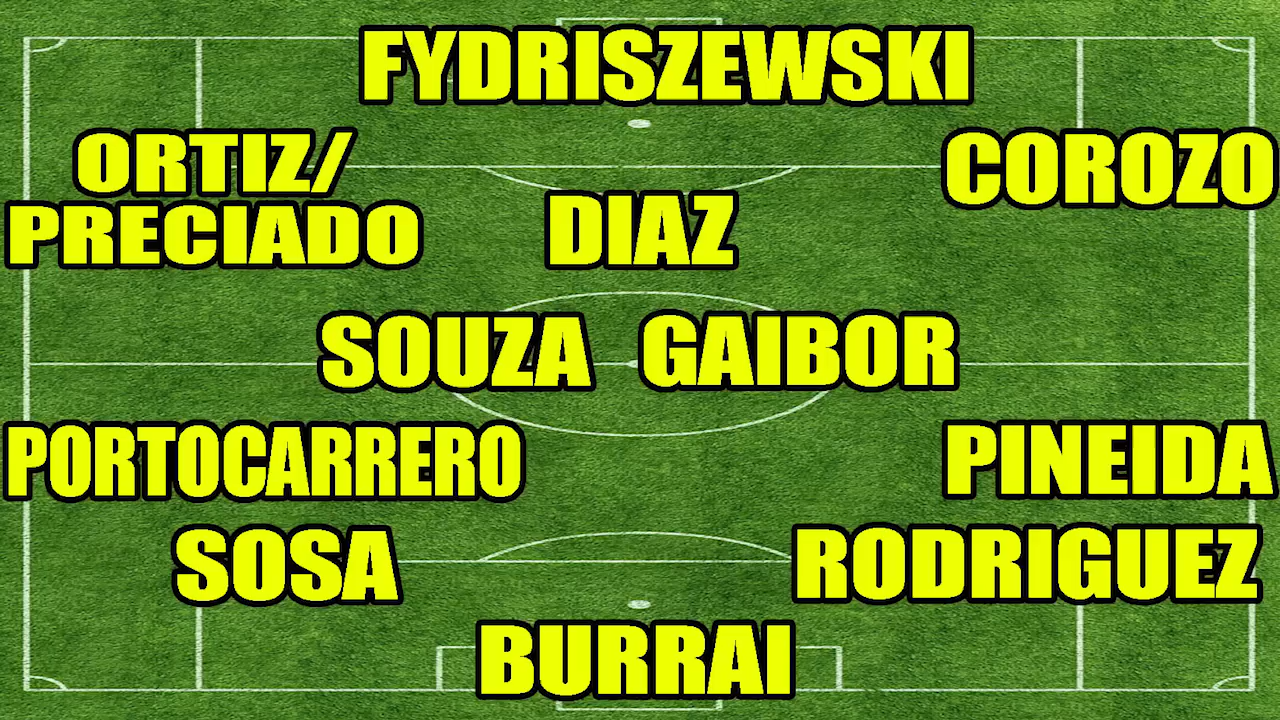 FYDRISZEWSKI
ORTIZ/
PRECIADO
COROZO
DIAZ
SOUZA
GAIBOR
PORTOCARRERO
PINEIDA
SOSA
RODRIGUEZ
BURRAI